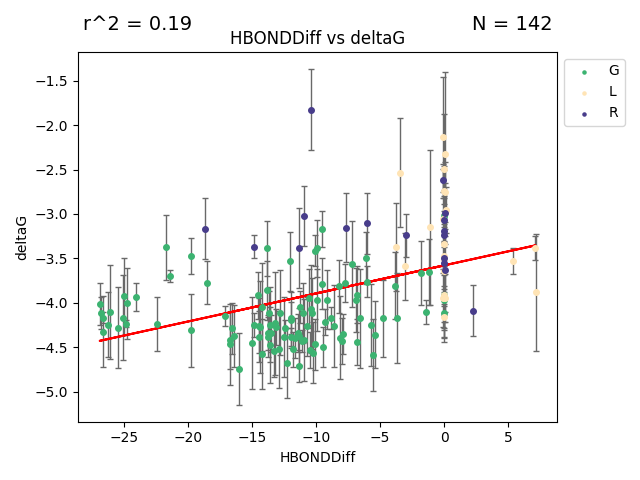 r^2 = 0.19 N = 142
HBONDDiff vs deltaG
G
L
R
−1.5
−2.0
−2.5
−3.0
−3.5
−4.0
−4.5
−5.0
deltaG
−25 −20 −15 −10 −5 0 5
HBONDDiff